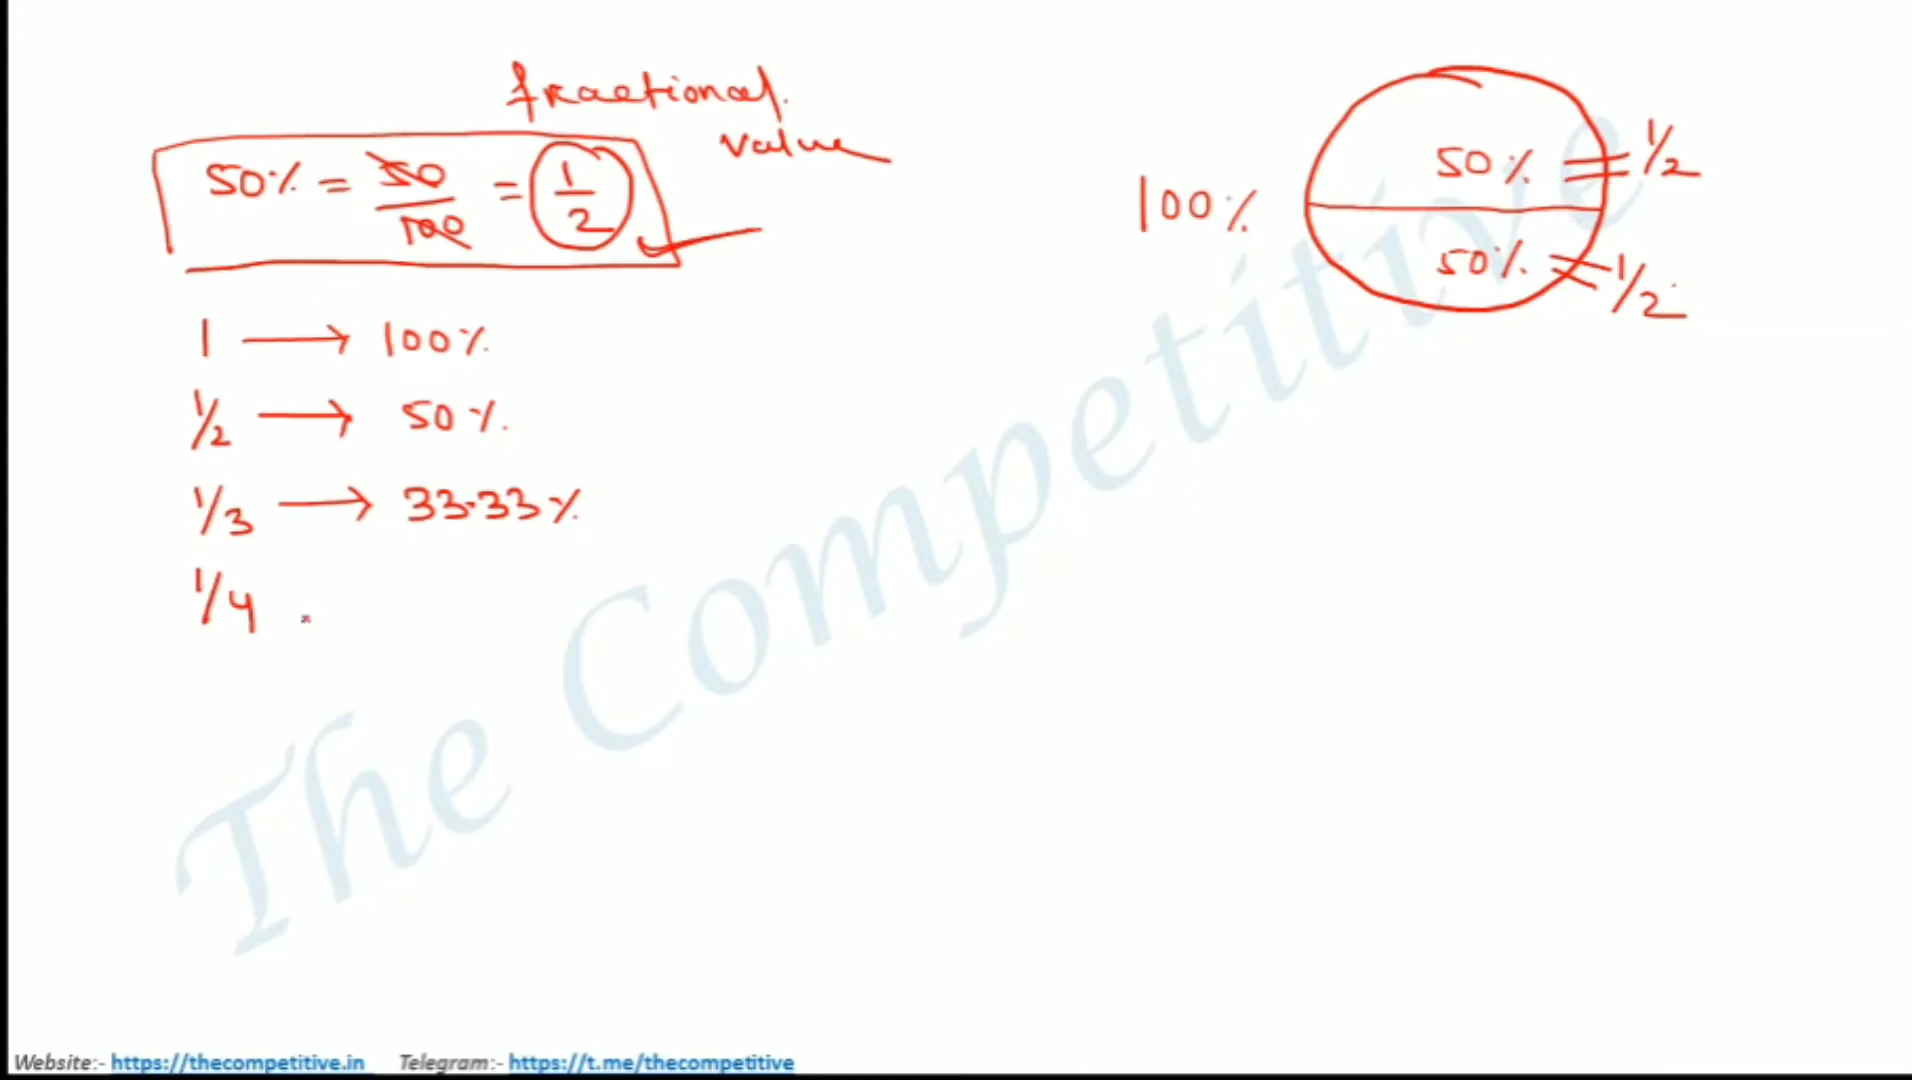 fractional
value
50% = 50/100 = 1/2
1 → 100%
1/2 → 50%
1/3 → 33.33%
1/4
100%
50% = 1/2
50% = 1/2
The Competitive
Website:- https://thecompetitive.in Telegram:- https://t.me/thecompetitive